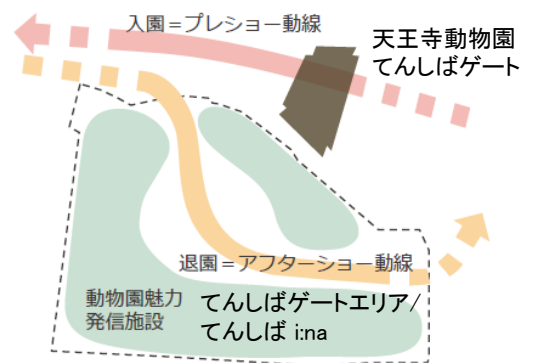 入園＝プレショー動線
天王寺動物園
てんしばゲート
退園＝アフターショー動線
動物園魅力
発信施設
てんしばゲートエリア/
てんしば i:na